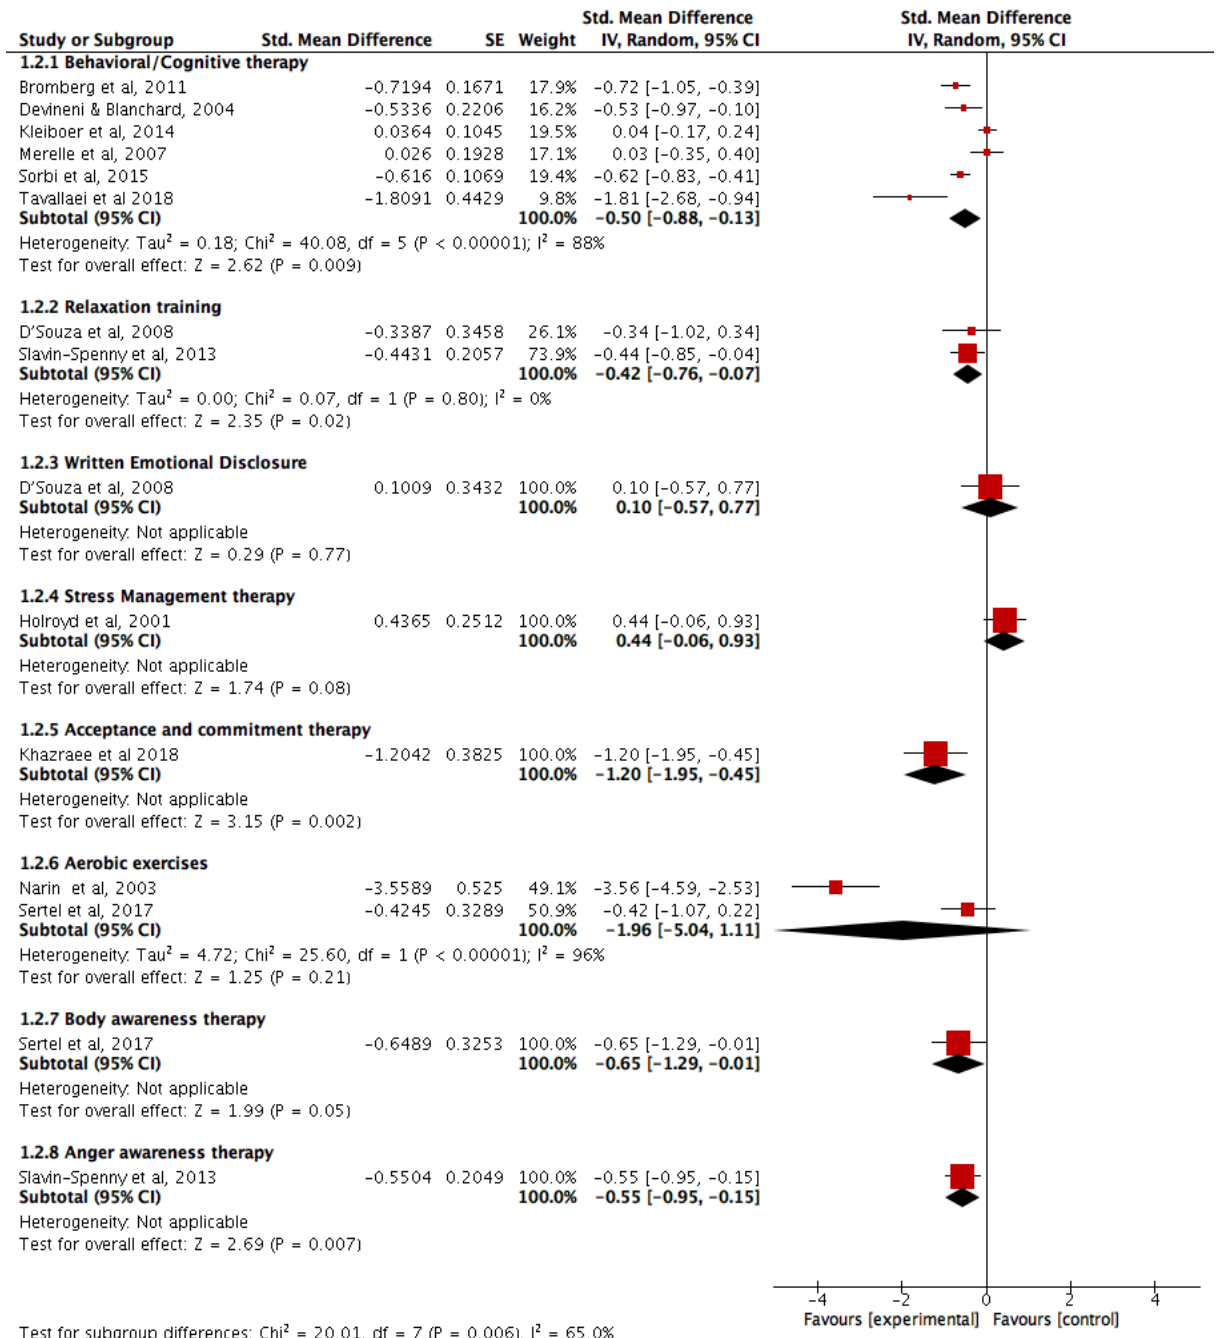 Std. Mean Difference Std. Mean Difference
Study or Subgroup Std. Mean Difference SE Weight IV, Random, 95% CI IV, Random, 95% CI
1.2.1 Behavioral/Cognitive therapy
Bromberg et al, 2011 −0.7194 0.1671 17.9% −0.72 [−1.05, −0.39]
Devineni & Blanchard, 2004 −0.5336 0.2206 16.2% −0.53 [−0.97, −0.10]
Kleiboer et al, 2014 0.0364 0.1045 19.5% 0.04 [−0.17, 0.24]
Merelle et al, 2007 0.026 0.1928 17.1% 0.03 [−0.35, 0.40]
Sorbi et al, 2015 −0.616 0.1069 19.4% −0.62 [−0.83, −0.41]
Tavallaei et al 2018 −1.8091 0.4429 9.8% −1.81 [−2.68, −0.94]
Subtotal (95% CI) 100.0% −0.50 [−0.88, −0.13]
Heterogeneity: Tau² = 0.18; Chi² = 40.08, df = 5 (P < 0.00001); I² = 88%
Test for overall effect: Z = 2.62 (P = 0.009)
1.2.2 Relaxation training
D'Souza et al, 2008 −0.3387 0.3458 26.1% −0.34 [−1.02, 0.34]
Slavin–Spenny et al, 2013 −0.4431 0.2057 73.9% −0.44 [−0.85, −0.04]
Subtotal (95% CI) 100.0% −0.42 [−0.76, −0.07]
Heterogeneity: Tau² = 0.00; Chi² = 0.07, df = 1 (P = 0.80); I² = 0%
Test for overall effect: Z = 2.35 (P = 0.02)
1.2.3 Written Emotional Disclosure
D'Souza et al, 2008 0.1009 0.3432 100.0% 0.10 [−0.57, 0.77]
Subtotal (95% CI) 100.0% 0.10 [−0.57, 0.77]
Heterogeneity: Not applicable
Test for overall effect: Z = 0.29 (P = 0.77)
1.2.4 Stress Management therapy
Holroyd et al, 2001 0.4365 0.2512 100.0% 0.44 [−0.06, 0.93]
Subtotal (95% CI) 100.0% 0.44 [−0.06, 0.93]
Heterogeneity: Not applicable
Test for overall effect: Z = 1.74 (P = 0.08)
1.2.5 Acceptance and commitment therapy
Khazraee et al 2018 −1.2042 0.3825 100.0% −1.20 [−1.95, −0.45]
Subtotal (95% CI) 100.0% −1.20 [−1.95, −0.45]
Heterogeneity: Not applicable
Test for overall effect: Z = 3.15 (P = 0.002)
1.2.6 Aerobic exercises
Narin et al, 2003 −3.5589 0.525 49.1% −3.56 [−4.59, −2.53]
Sertel et al, 2017 −0.4245 0.3289 50.9% −0.42 [−1.07, 0.22]
Subtotal (95% CI) 100.0% −1.96 [−5.04, 1.11]
Heterogeneity: Tau² = 4.72; Chi² = 25.60, df = 1 (P < 0.00001); I² = 96%
Test for overall effect: Z = 1.25 (P = 0.21)
1.2.7 Body awareness therapy
Sertel et al, 2017 −0.6489 0.3253 100.0% −0.65 [−1.29, −0.01]
Subtotal (95% CI) 100.0% −0.65 [−1.29, −0.01]
Heterogeneity: Not applicable
Test for overall effect: Z = 1.99 (P = 0.05)
1.2.8 Anger awareness therapy
Slavin–Spenny et al, 2013 −0.5504 0.2049 100.0% −0.55 [−0.95, −0.15]
Subtotal (95% CI) 100.0% −0.55 [−0.95, −0.15]
Heterogeneity: Not applicable
Test for overall effect: Z = 2.69 (P = 0.007)
−4 −2 0 2 4
Favours [experimental] Favours [control]
Test for subgroup differences: Chi² = 20.01, df = 7 (P = 0.006), I² = 65.0%